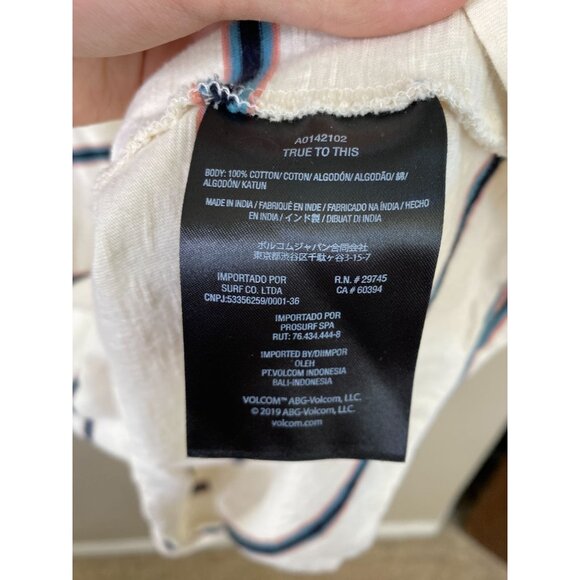 A0142102
TRUE TO THIS
BODY: 100% COTTON/ COTON/ ALGODÓN/ ALGODÃO/ 綿/
ALGODÓN/ KATUN
MADE IN INDIA / FABRIQUÉ EN INDE / FABRICADO NA ÍNDIA / HECHO
EN INDIA / インド製 / DIBUAT DI INDIA
ボルコムジャパン合同会社
東京都渋谷区千駄ヶ谷3-15-7
IMPORTADO POR
SURF CO. LTDA
CNPJ:53356259/0001-36
R.N. # 29745
CA # 60394
IMPORTADO POR
PROSURF SPA
RUT: 76.434.444-8
IMPORTED BY/DIIMPOR
OLEH
PT.VOLCOM INDONESIA
BALI-INDONESIA
VOLCOM™ ABG-Volcom, LLC.
© 2019 ABG-Volcom, LLC.
volcom.com